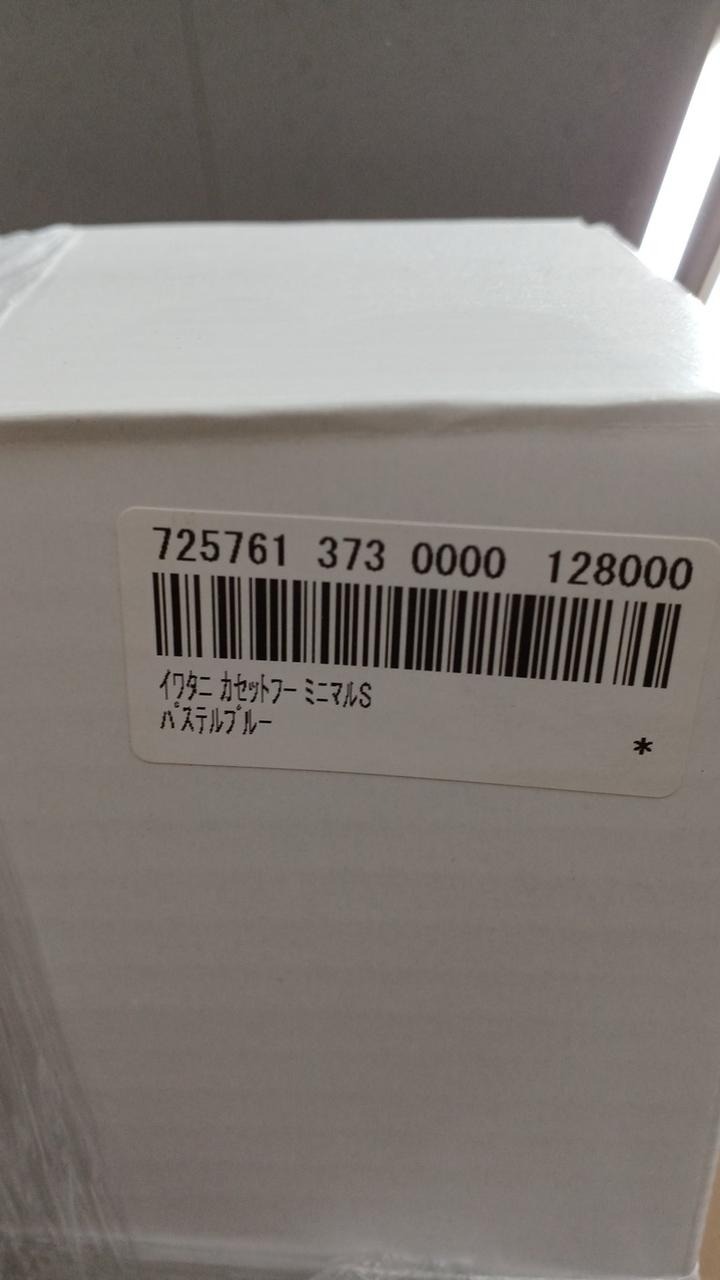 725761 373 0000 128000
ｲﾜﾀﾆ ｶｾｯﾄﾌｰ ﾐﾆﾏﾙS
ﾊﾟｽﾃﾙﾌﾞﾙｰ
*